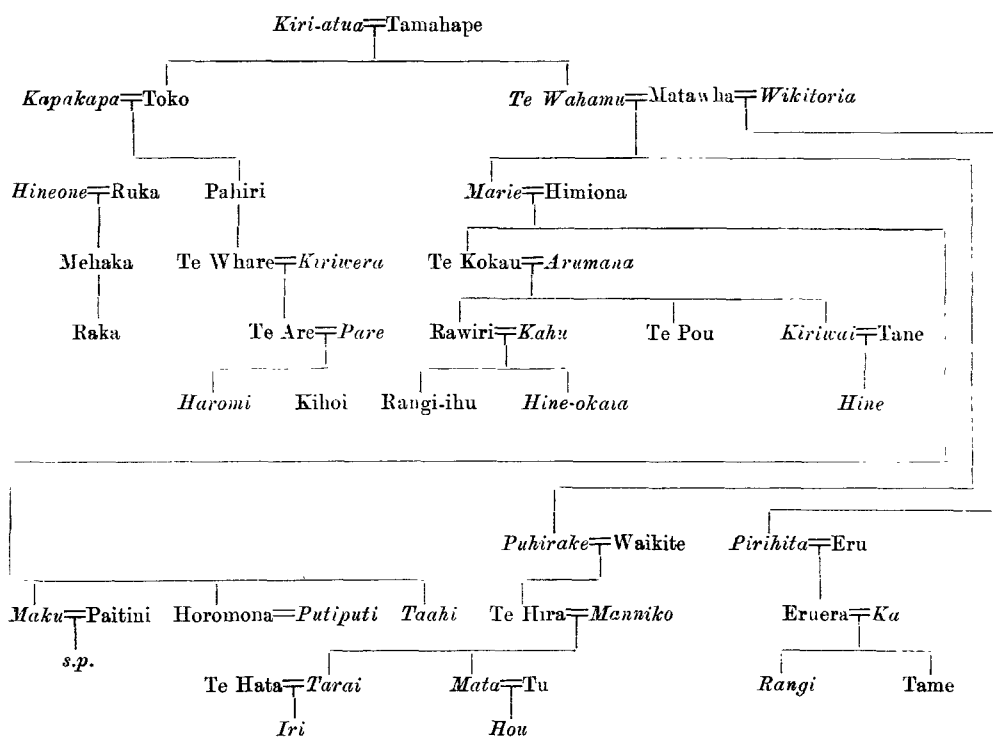 Kiri-atua Tamahape
Kapakapa Toko Te Wahamu Matawha Wikitoria
Hineone Ruka Pahiri Marie Himiona
Mehaka Te Whare Kiriwera Te Kokau Arumana
Raka Te Are Pare Rawiri Kahu Te Pou Kiriwai Tane
Haromi Kihoi Rangi-ihu Hine-okaia Hine
Puhirake Waikite Pirihita Eru
Maku Paitini Horomona Putiputi Taahi Te Hira Manniko Eruera Ka
s.p.
Te Hata Tarai Mata Tu Rangi Tame
Iri Hou